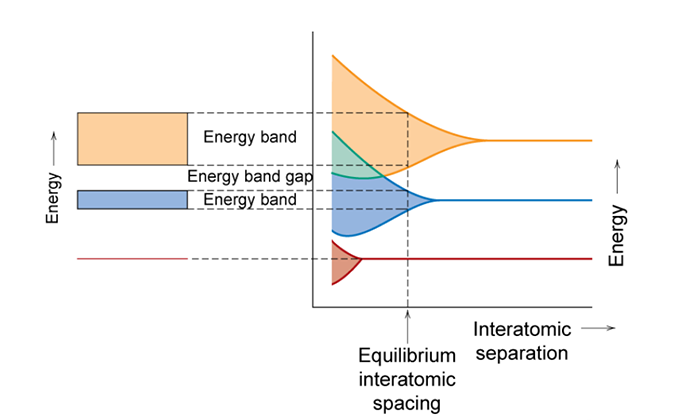 Energy
Energy band
Energy band gap
Energy band
Energy
Interatomic
separation
Equilibrium
interatomic
spacing